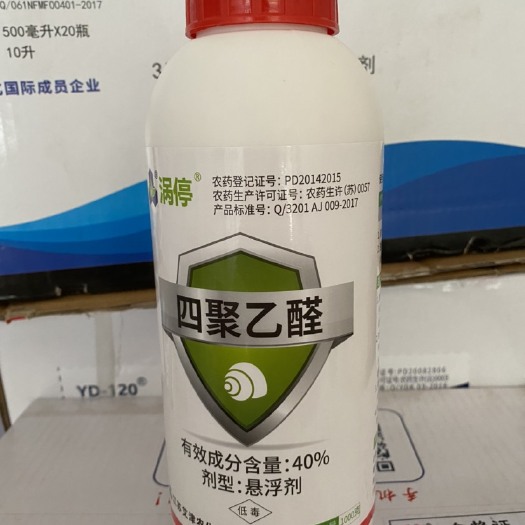 Q/061NFMF00401-2017
500毫升X20瓶
10升
国际成员企业
剂
涡停®
农药登记证号：PD20142015
农药生产许可证号：农药生许(苏)0057
产品标准号：Q/3201 AJ 009-2017
四聚乙醛
有效成分含量:40%
剂型:悬浮剂
低毒
YD-120®